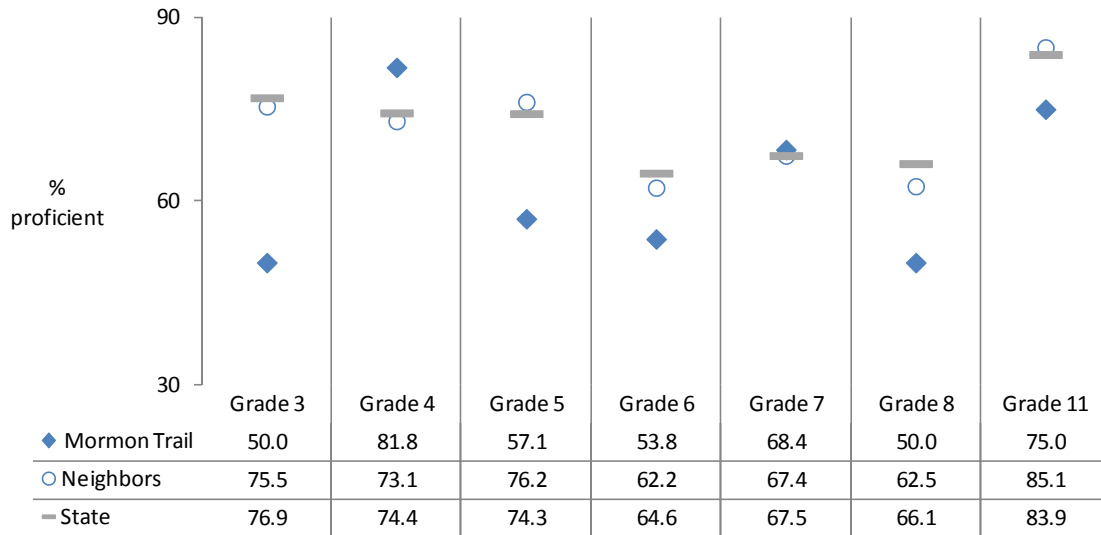 90
%
proficient
60
30
Grade 3 Grade 4 Grade 5 Grade 6 Grade 7 Grade 8 Grade 11
Mormon Trail 50.0 81.8 57.1 53.8 68.4 50.0 75.0
Neighbors 75.5 73.1 76.2 62.2 67.4 62.5 85.1
State 76.9 74.4 74.3 64.6 67.5 66.1 83.9